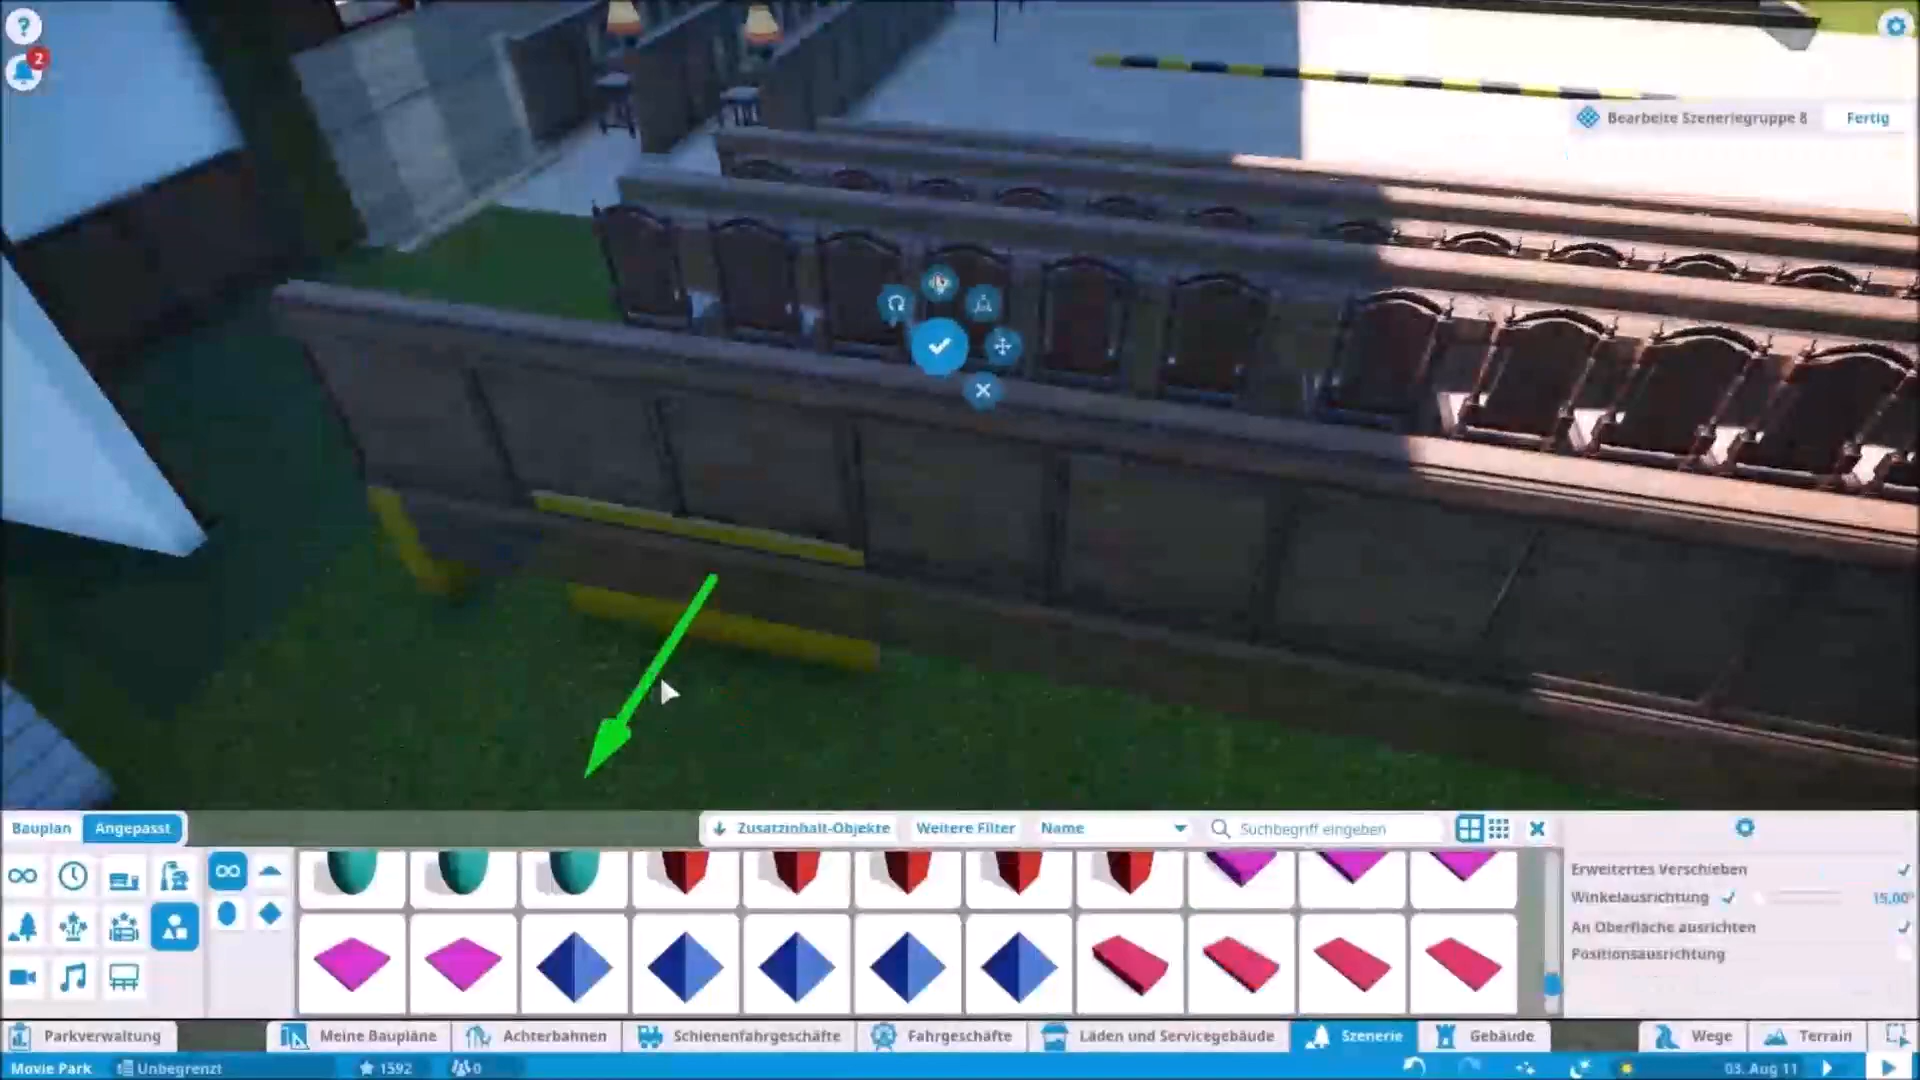 ?
2
Bearbeite Szeneriegruppe 8 Fertig
Bauplan Angepasst Zusatzinhalt-Objekte Weitere Filter Name Suchbegriff eingeben
Erweitertes Verschieben
Winkelausrichtung 15,00°
An Oberfläche ausrichten
Positionsausrichtung
Parkverwaltung Meine Baupläne Achterbahnen Schienenfahrgeschäfte Fahrgeschäfte Läden und Servicegebäude Szenerie Gebäude Wege Terrain
Movie Park Unbegrenzt 1592 0 03. Aug 11